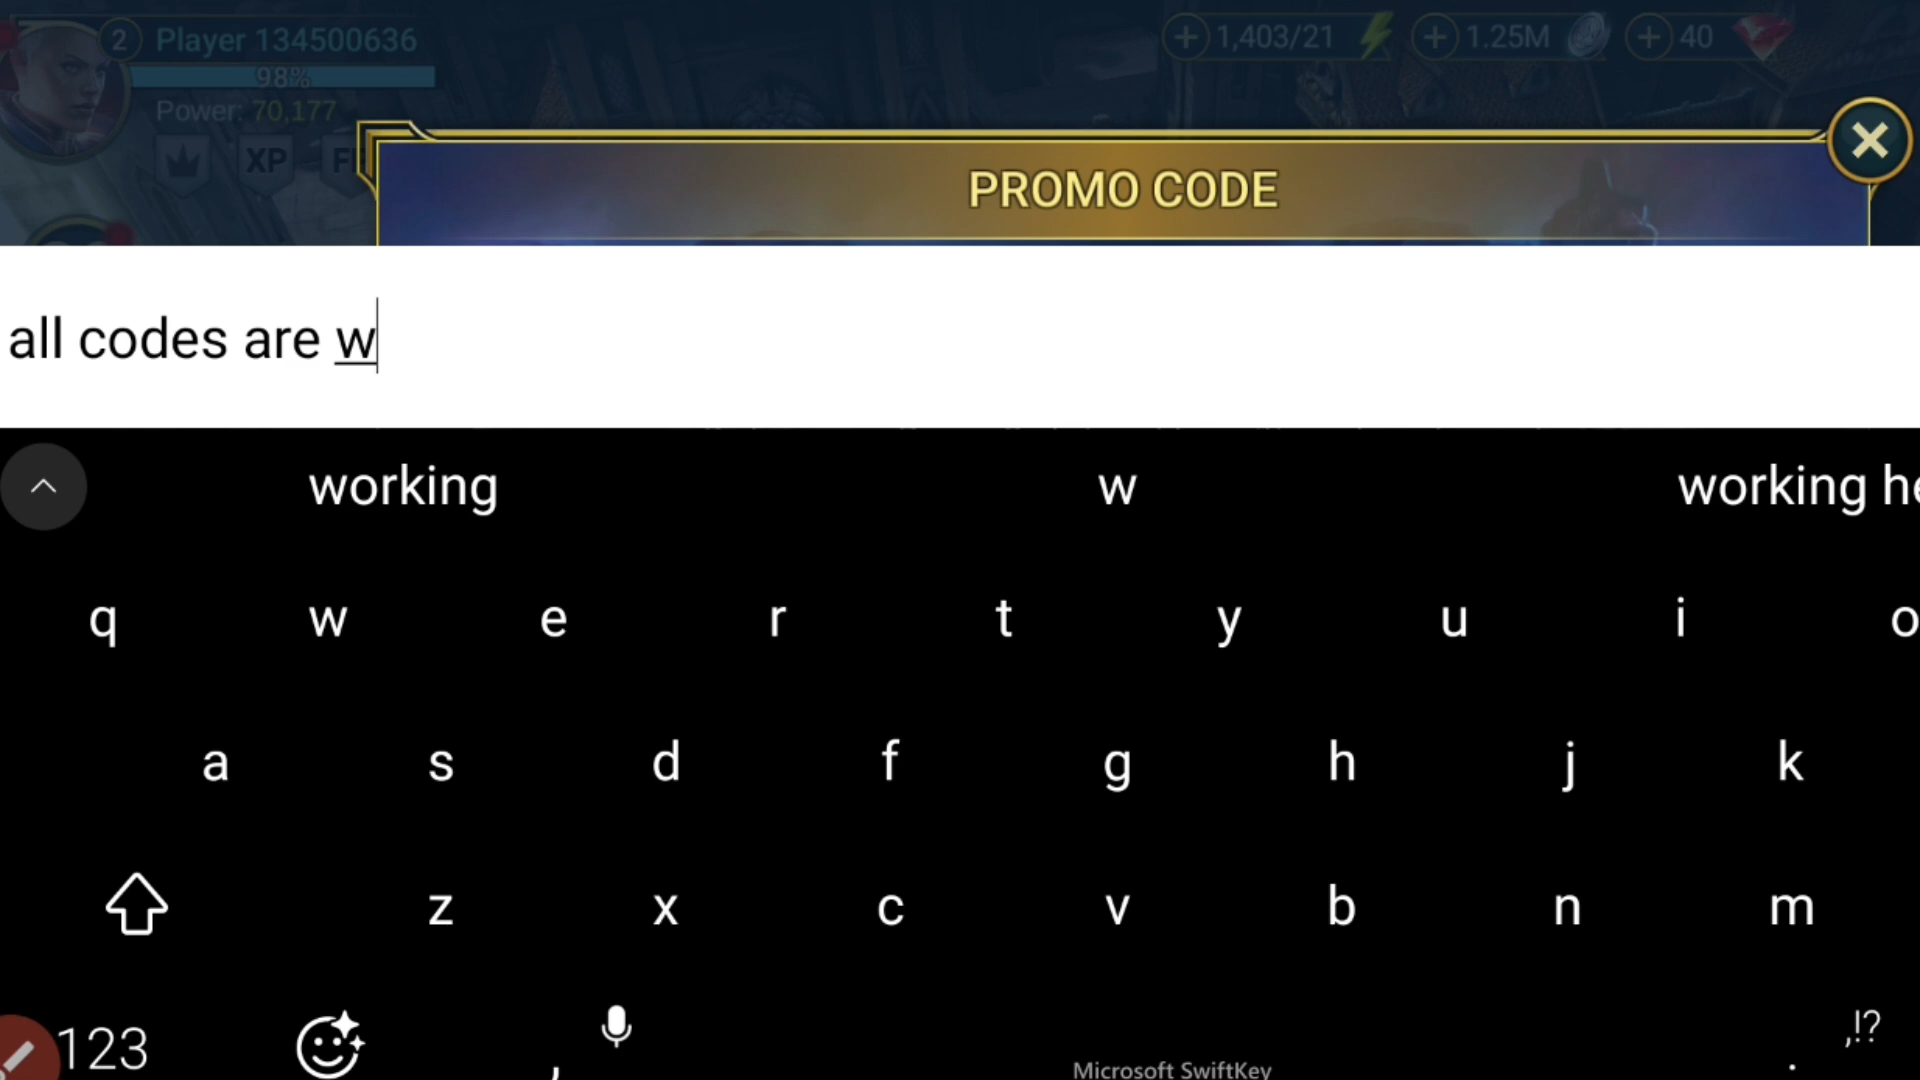 2 Player 134500636
98%
Power: 70,177
XP
1,403/21
1.25M
40
PROMO CODE
all codes are w
working w working
q w e r t y u i o
a s d f g h j k
z x c v b n m
123 , . ,!?
Microsoft SwiftKey